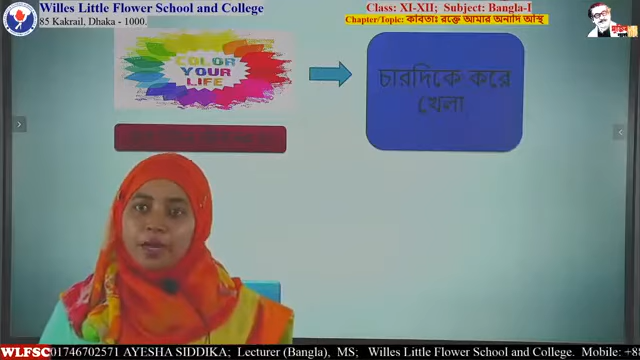 Willes Little Flower School and College
85 Kakrail, Dhaka - 1000.
Class: XI-XII; Subject: Bangla-I
Chapter/Topic: কবিতাঃ রক্তে আমার অনাদি অস্থি
COLOR
YOUR
LIFE
চারদিকে করে
খেলা
WLFSC 01746702571 AYESHA SIDDIKA; Lecturer (Bangla), MS; Willes Little Flower School and College. Mobile: +8